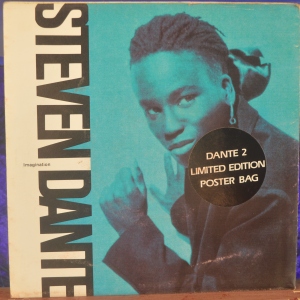 STEVEN DANTE
Imagination
DANTE 2
LIMITED EDITION
POSTER BAG